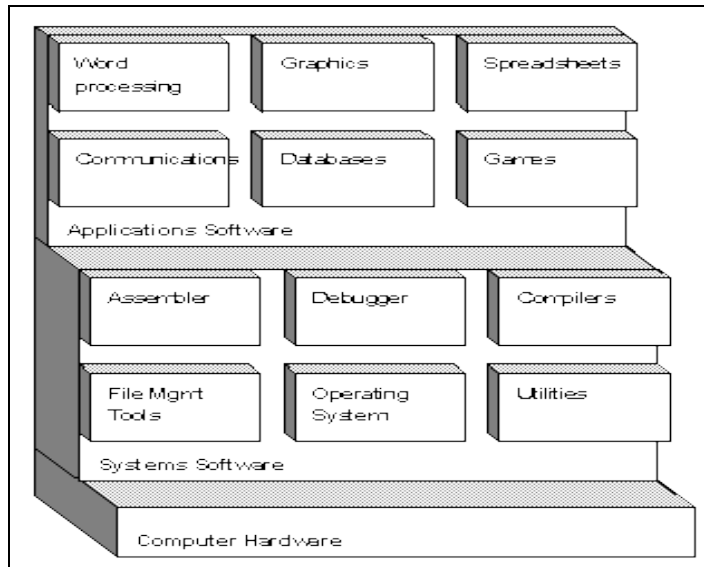 Word
processing
Graphics
Spreadsheets
Communications
Databases
Games
Applications Software
Assembler
Debugger
Compilers
File Mgmt
Tools
Operating
System
Utilities
Systems Software
Computer Hardware